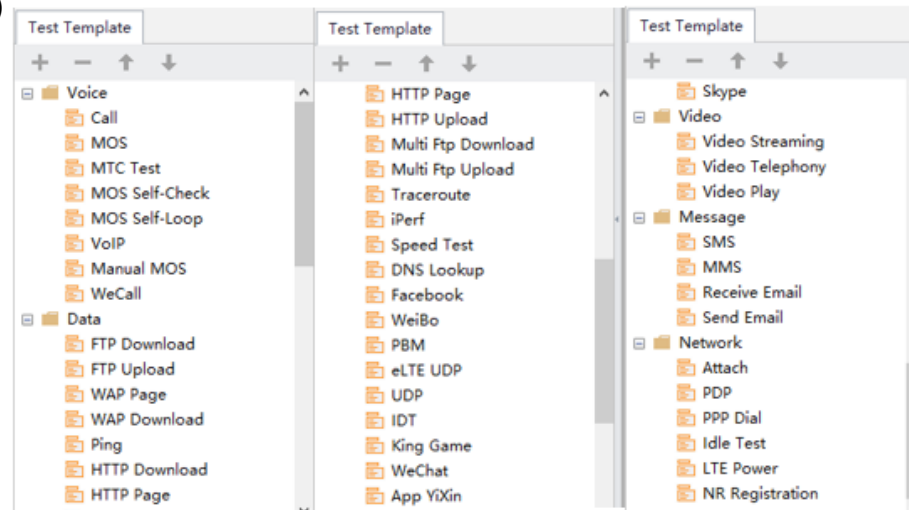 Test Template
Voice
Call
MOS
MTC Test
MOS Self-Check
MOS Self-Loop
VoIP
Manual MOS
WeCall
Data
FTP Download
FTP Upload
WAP Page
WAP Download
Ping
HTTP Download
HTTP Page
Test Template
HTTP Page
HTTP Upload
Multi Ftp Download
Multi Ftp Upload
Traceroute
iPerf
Speed Test
DNS Lookup
Facebook
WeiBo
PBM
eLTE UDP
UDP
IDT
King Game
WeChat
App YiXin
Test Template
Skype
Video
Video Streaming
Video Telephony
Video Play
Message
SMS
MMS
Receive Email
Send Email
Network
Attach
PDP
PPP Dial
Idle Test
LTE Power
NR Registration